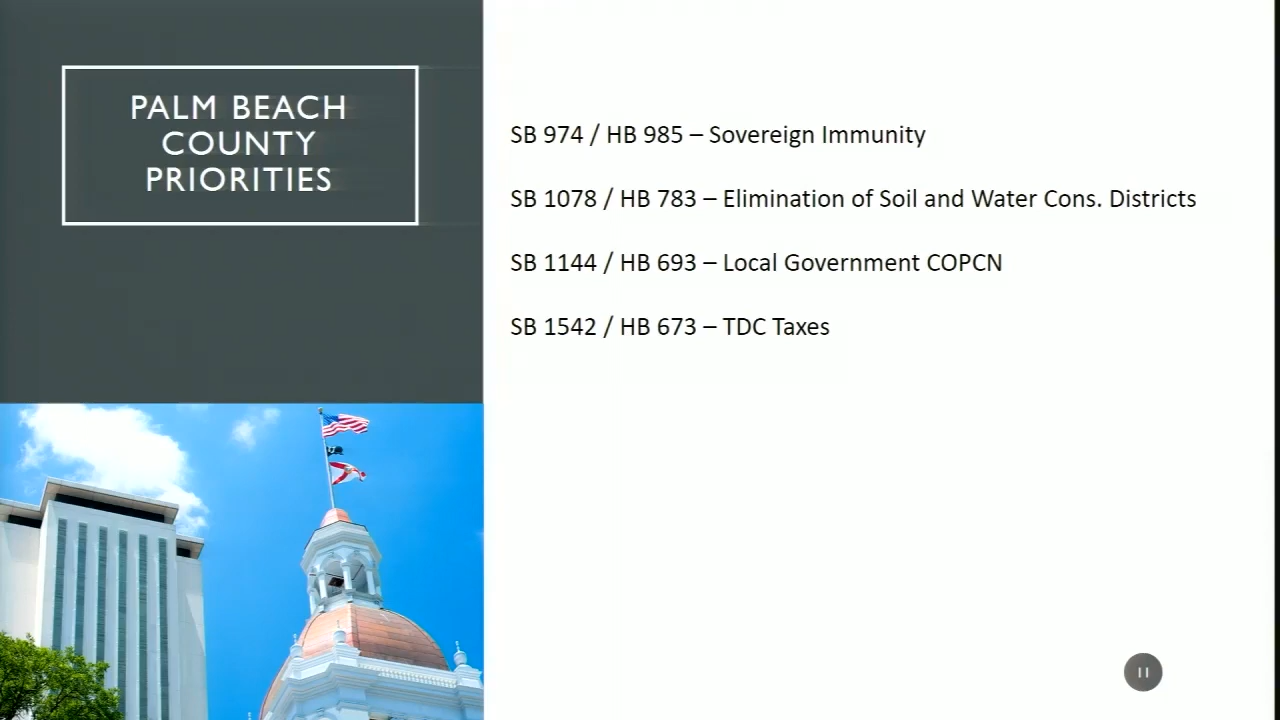 PALM BEACH
COUNTY
PRIORITIES
SB 974 / HB 985 – Sovereign Immunity
SB 1078 / HB 783 – Elimination of Soil and Water Cons. Districts
SB 1144 / HB 693 – Local Government COPCN
SB 1542 / HB 673 – TDC Taxes
11